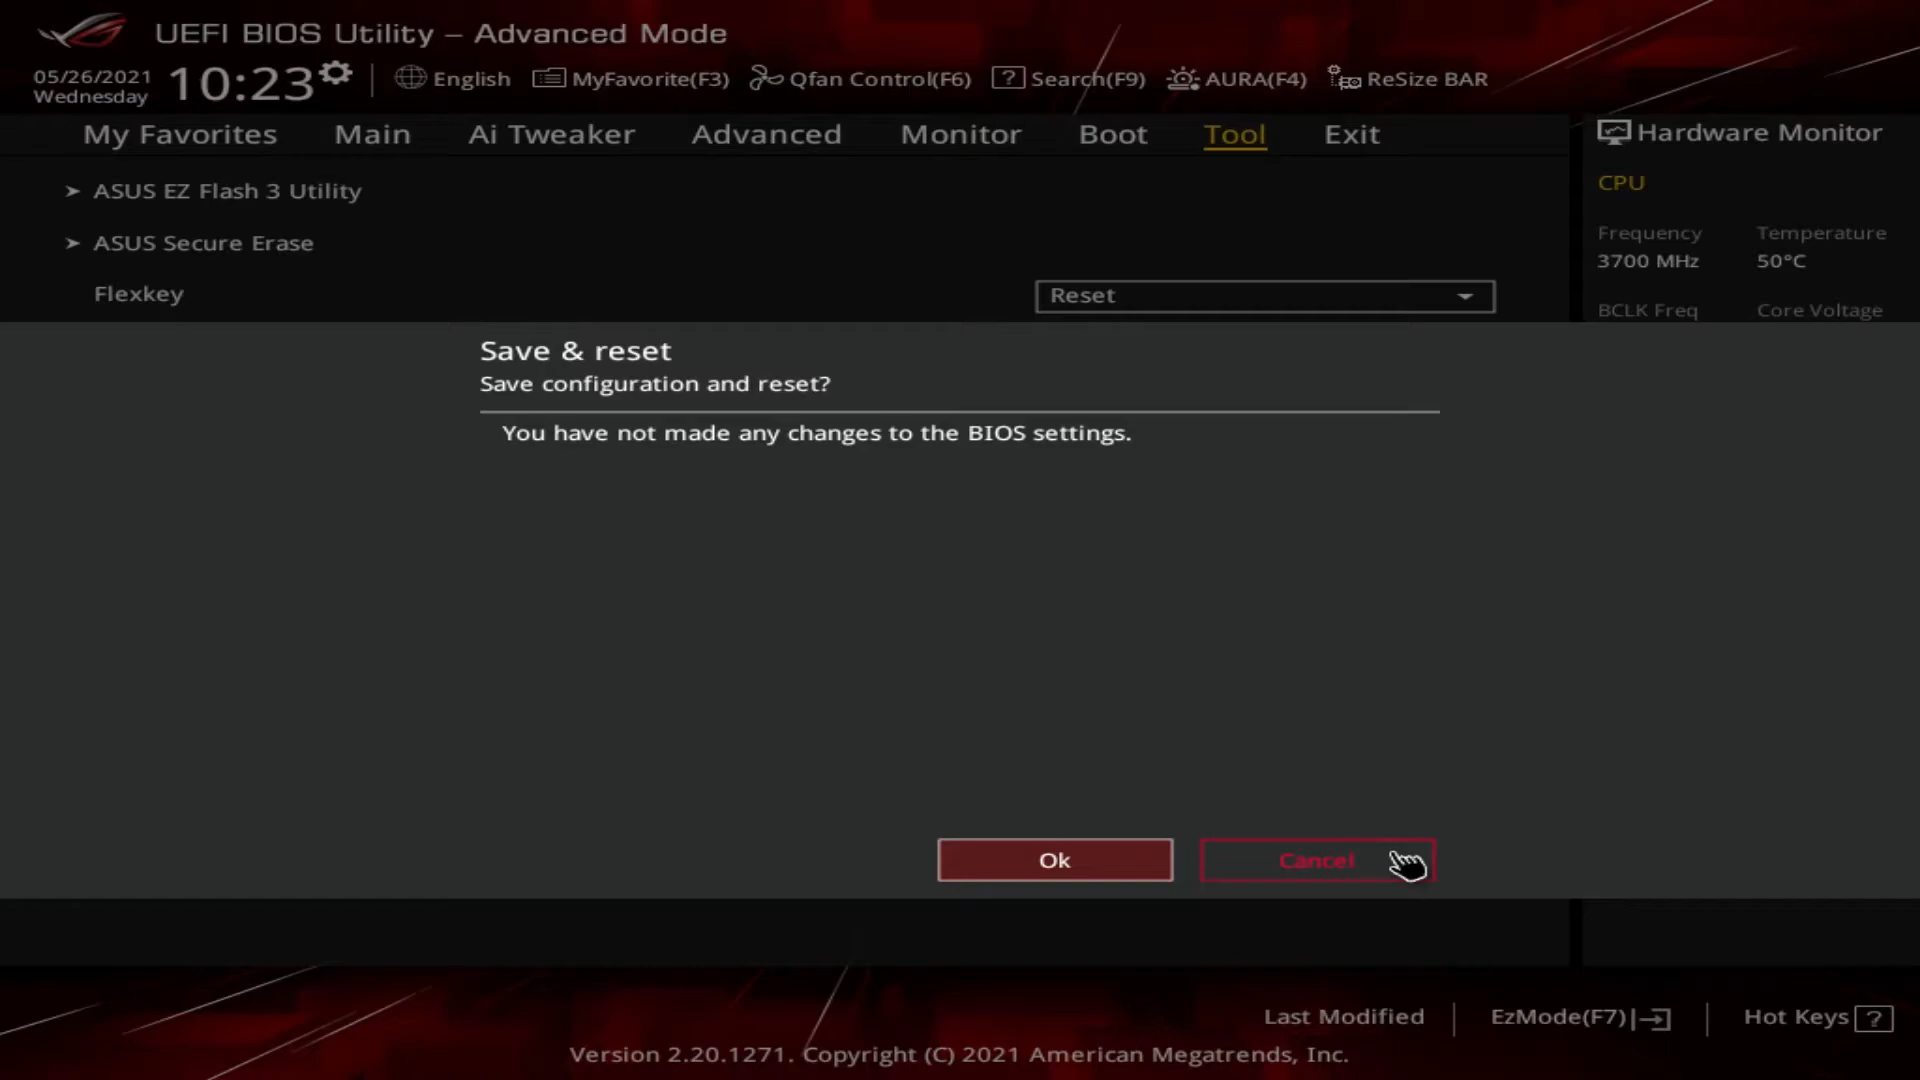 UEFI BIOS Utility – Advanced Mode
05/26/2021
Wednesday
10:23
English
MyFavorite(F3)
Qfan Control(F6)
? Search(F9)
AURA(F4)
ReSize BAR
My Favorites
Main
Ai Tweaker
Advanced
Monitor
Boot
Tool
Exit
Hardware Monitor
ASUS EZ Flash 3 Utility
ASUS Secure Erase
Flexkey
Reset
CPU
Frequency
Temperature
3700 MHz
50°C
BCLK Freq
Core Voltage
Save & reset
Save configuration and reset?
You have not made any changes to the BIOS settings.
Ok
Cancel
Last Modified
EzMode(F7)
Hot Keys ?
Version 2.20.1271. Copyright (C) 2021 American Megatrends, Inc.